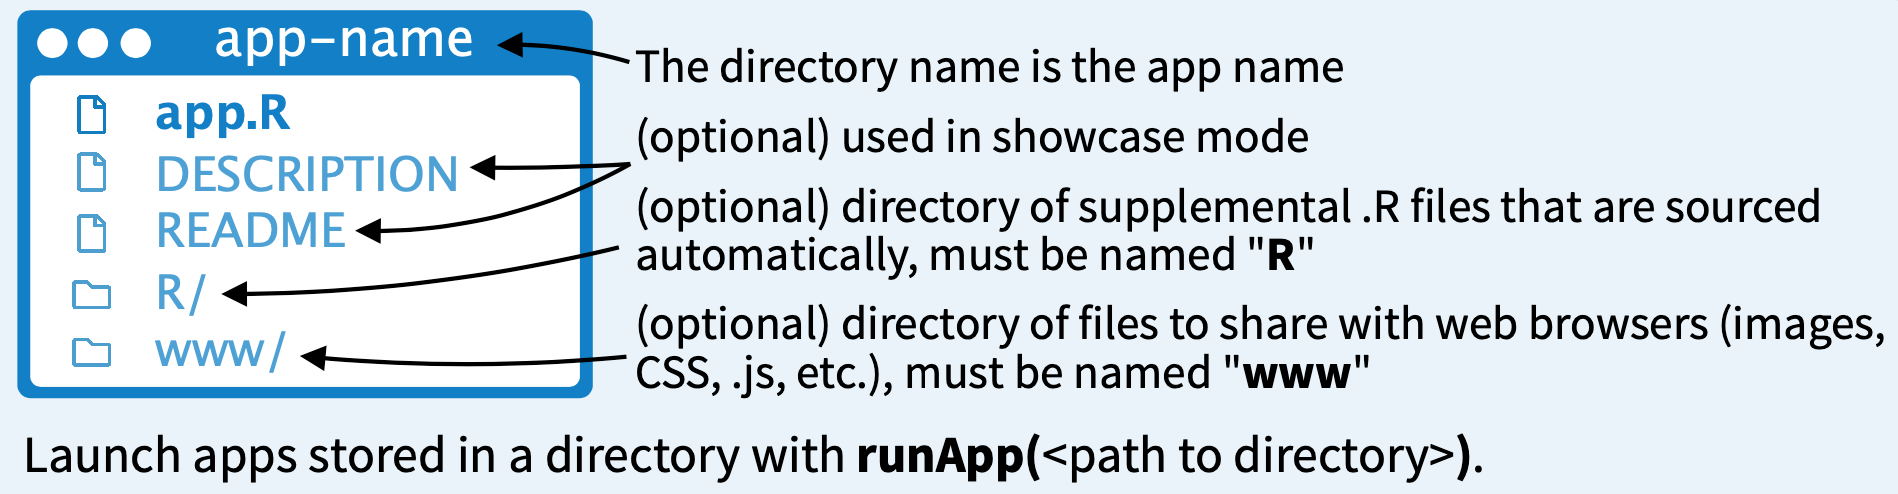 app-name
The directory name is the app name
app.R
(optional) used in showcase mode
DESCRIPTION
README
(optional) directory of supplemental .R files that are sourced
automatically, must be named "R"
R/
(optional) directory of files to share with web browsers (images,
CSS, .js, etc.), must be named "www"
www/
Launch apps stored in a directory with runApp(<path to directory>).